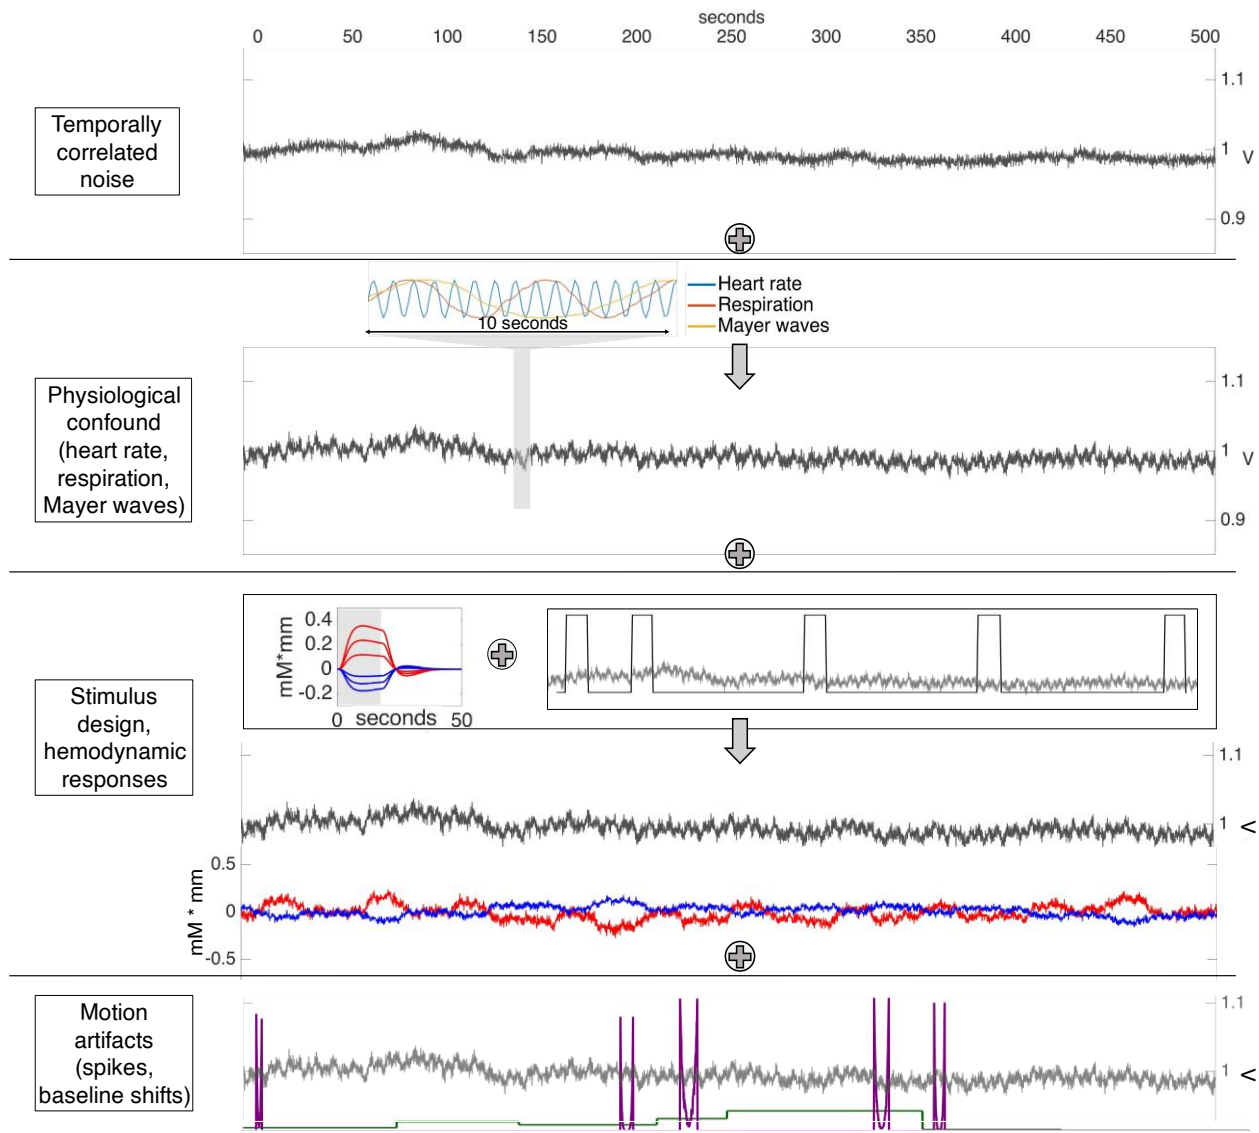 seconds
0 50 100 150 200 250 300 350 400 450 500
1.1
Temporally
correlated
noise
1 V
0.9
Heart rate
Respiration
Mayer waves
10 seconds
Physiological
confound
(heart rate,
respiration,
Mayer waves)
1.1
1 V
0.9
Stimulus
design,
hemodynamic
responses
mM*mm
0.4
0.2
0
-0.2
0 seconds 50
1.1
1 V
mM * mm
0.5
0
-0.5
Motion
artifacts
(spikes,
baseline shifts)
1.1
1 V